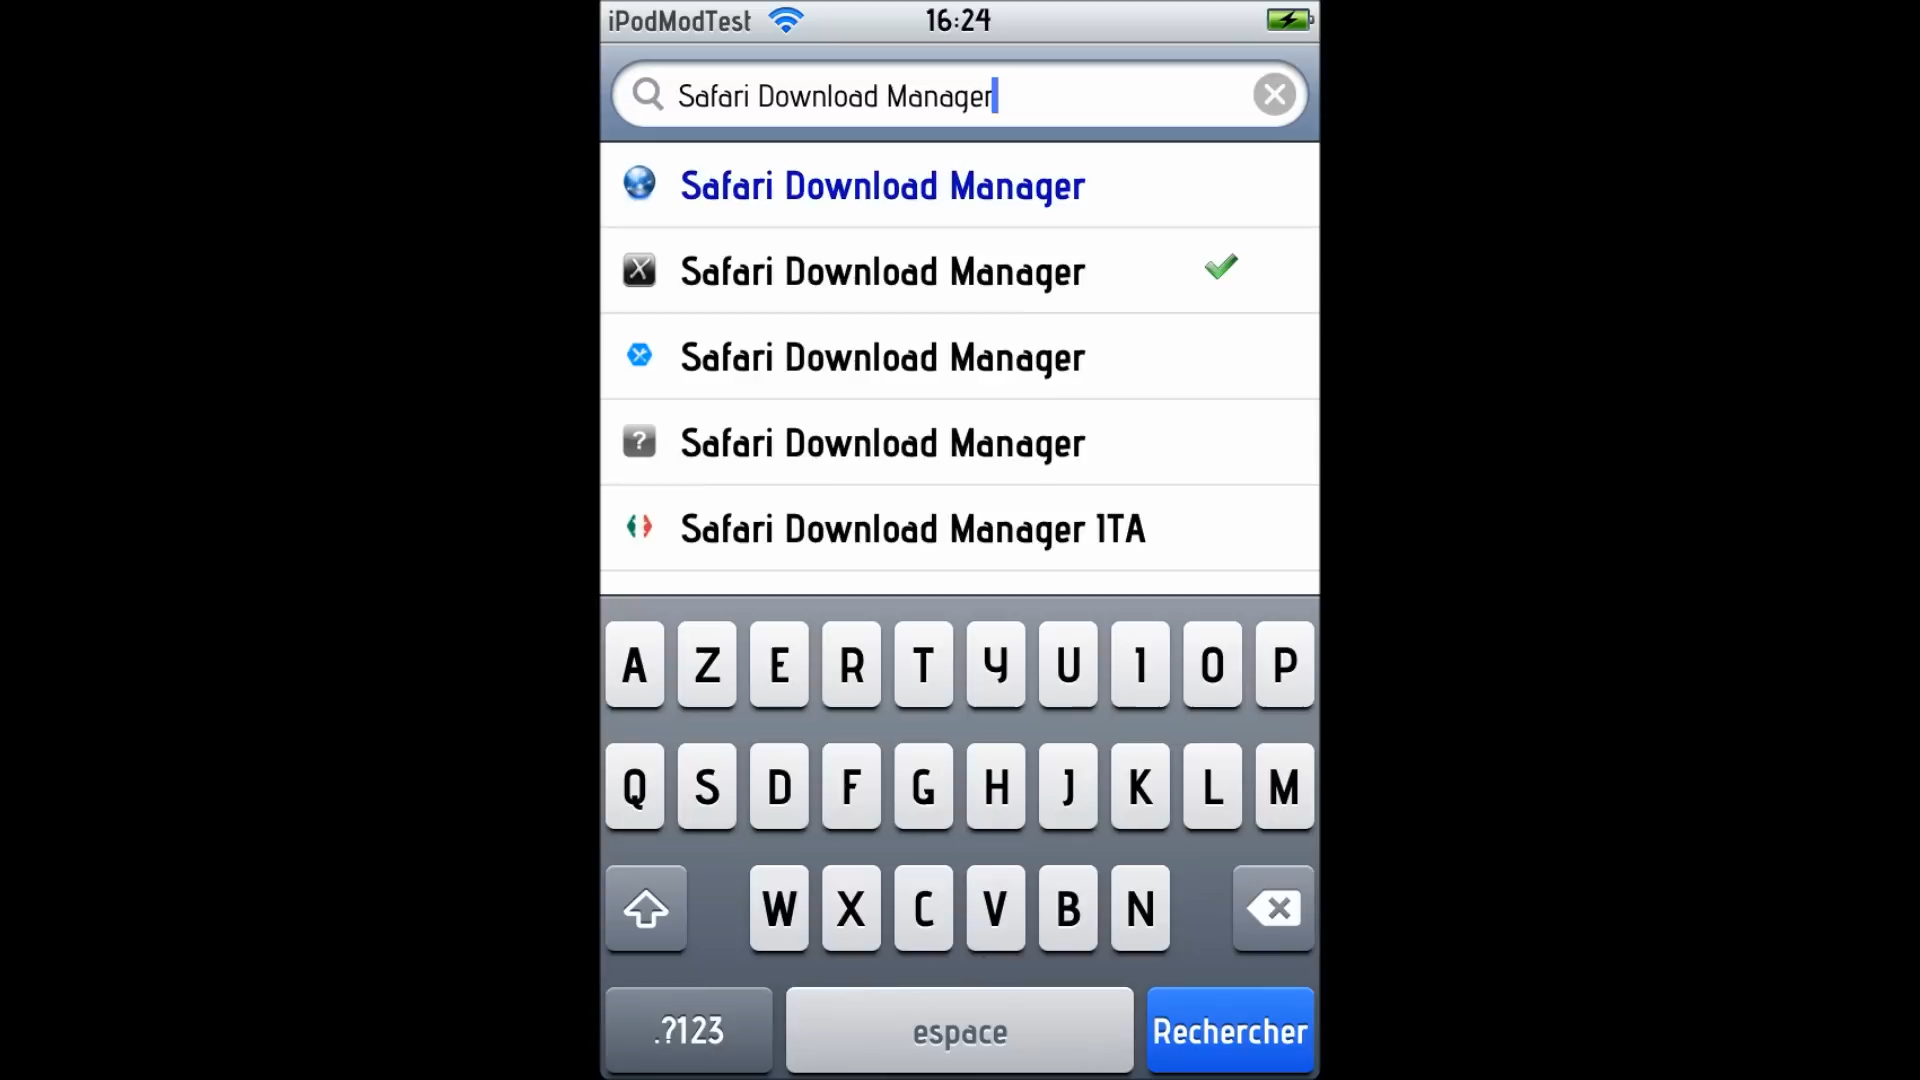 iPodModTest 16:24
Safari Download Manager
Safari Download Manager
Safari Download Manager
Safari Download Manager
?
Safari Download Manager
Safari Download Manager ITA
A Z E R T Y U I O P
Q S D F G H J K L M
W X C V B N
.?123 espace Rechercher